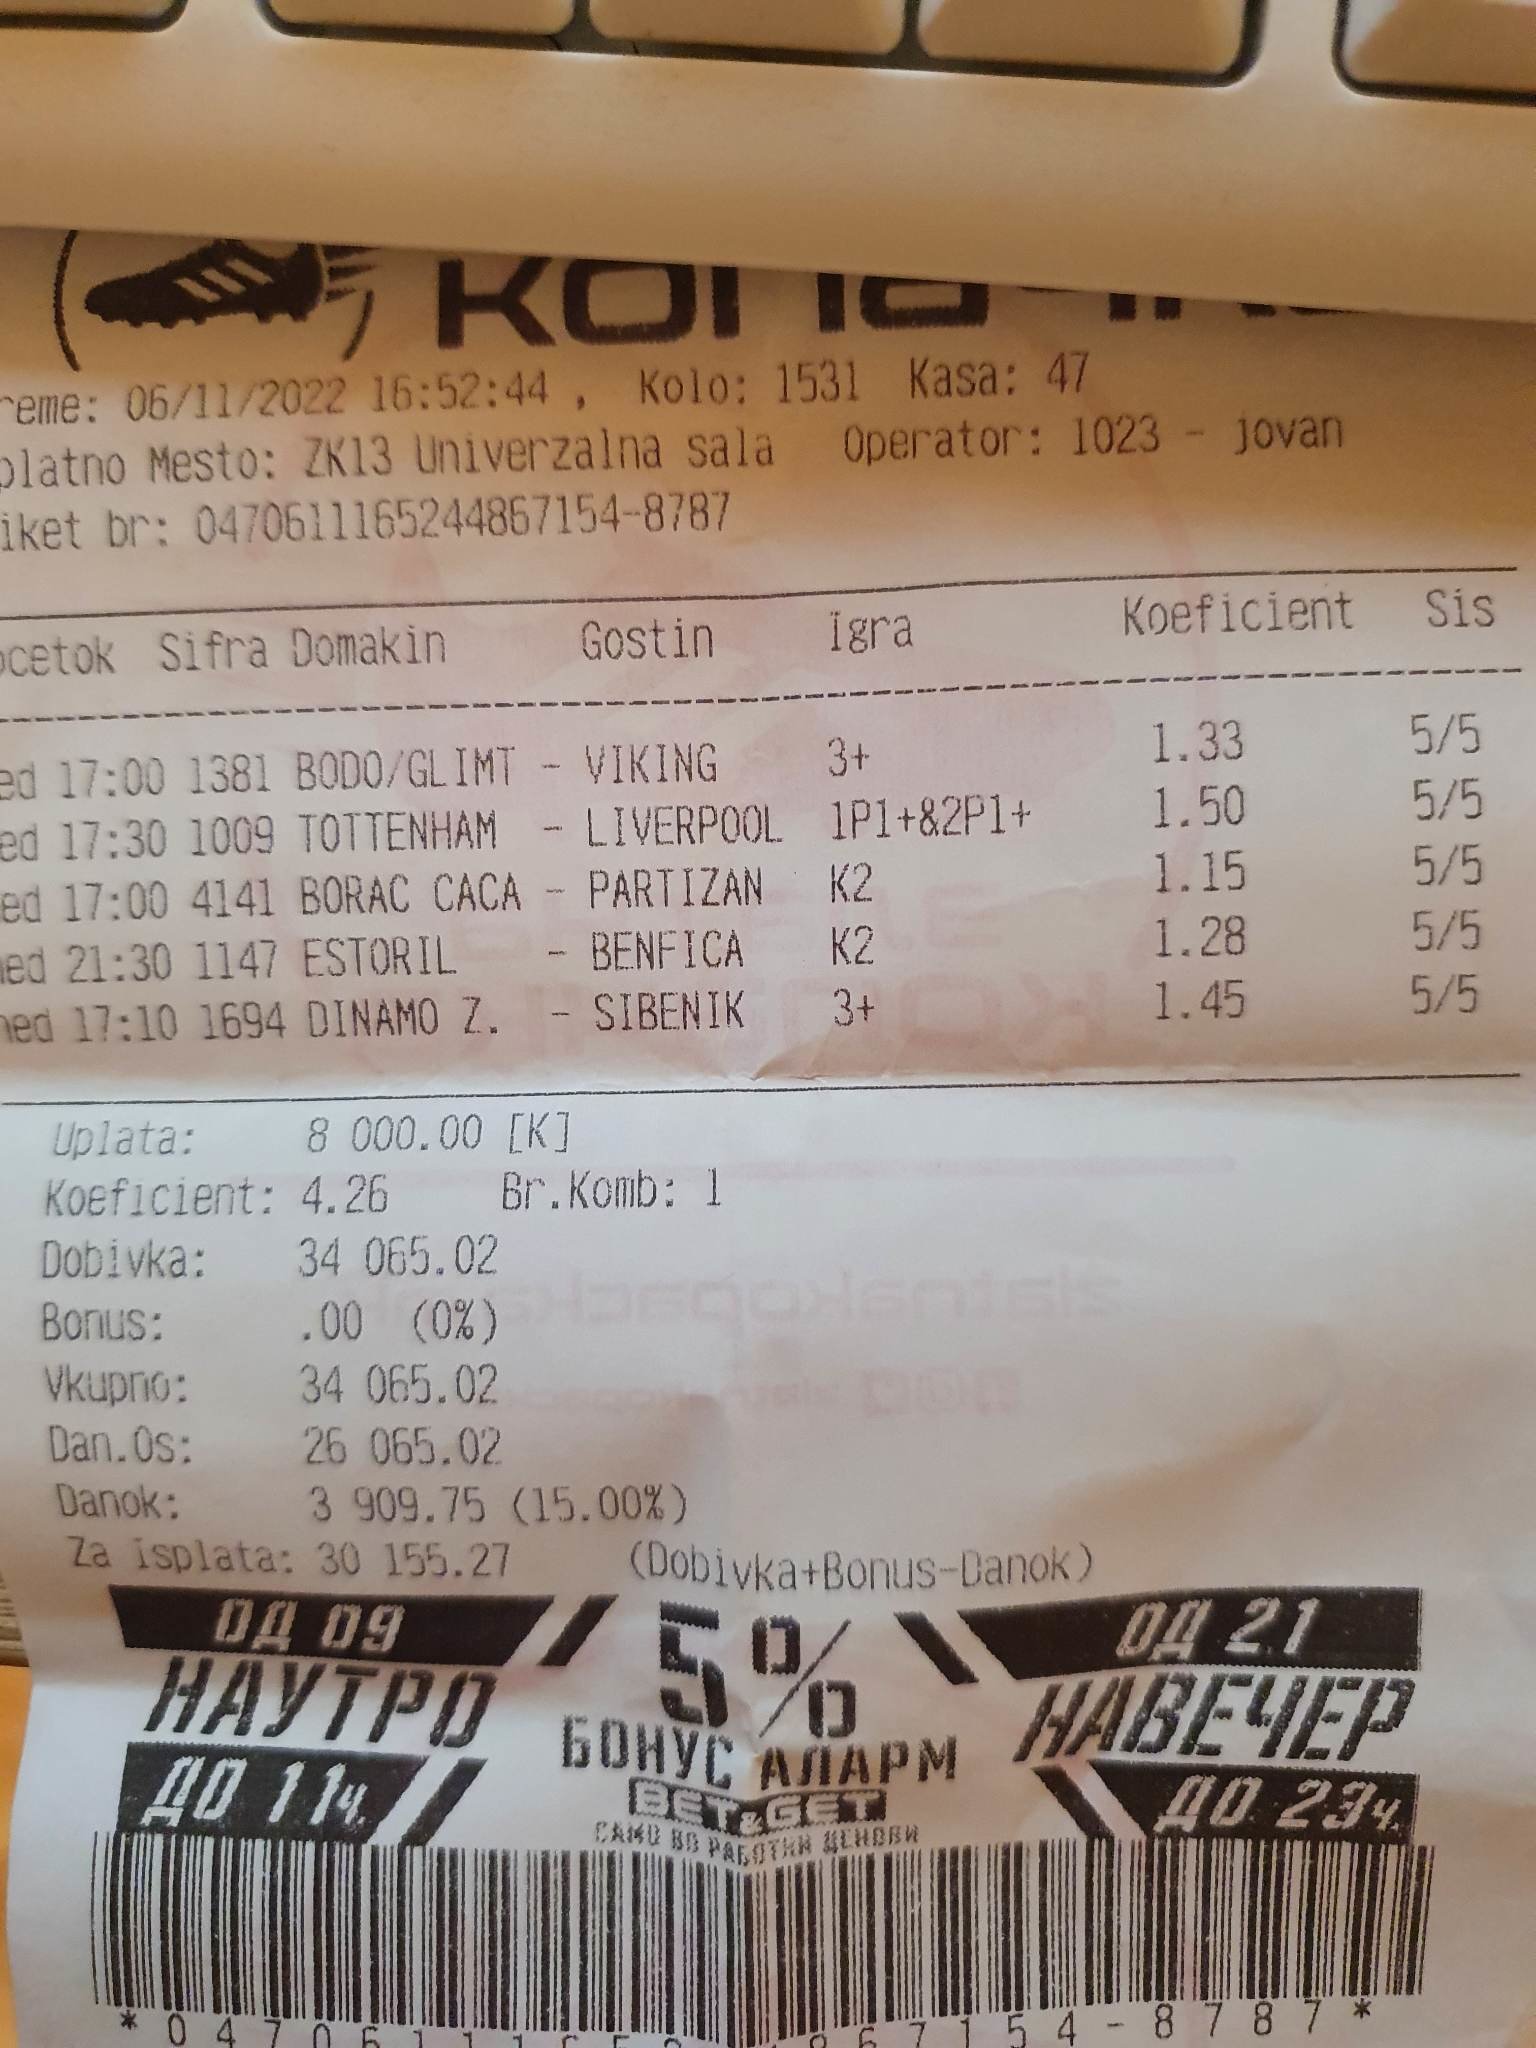 reme: 06/11/2022 16:52:44 , Kolo: 1531 Kasa: 47
platno Mesto: ZK13 Univerzalna sala Operator: 1023 - jovan
iket br: 0470611165244867154-8787
ocetok Sifra Domakin Gostin Igra Koeficient Sis
ed 17:00 1381 BODO/GLIMT - VIKING 3+ 1.33 5/5
ed 17:30 1009 TOTTENHAM - LIVERPOOL 1P1+&2P1+ 1.50 5/5
ed 17:00 4141 BORAC CACA - PARTIZAN K2 1.15 5/5
ned 21:30 1147 ESTORIL - BENFICA K2 1.28 5/5
ned 17:10 1694 DINAMO Z. - SIBENIK 3+ 1.45 5/5
Uplata: 8 000.00 [K]
Koeficient: 4.26 Br.Komb: 1
Dobivka: 34 065.02
Bonus: .00 (0%)
Vkupno: 34 065.02
Dan.Os: 26 065.02
Danok: 3 909.75 (15.00%)
Za isplata: 30 155.27 (Dobivka+Bonus-Danok)
ОД 09 5% ОД 21
НАУТРО БОНУС АЛАРМ НАВЕЧЕР
ДО 11ч. BET&GET ДО 23ч.
САМО ВО РАБОТНИ ДЕНОВИ